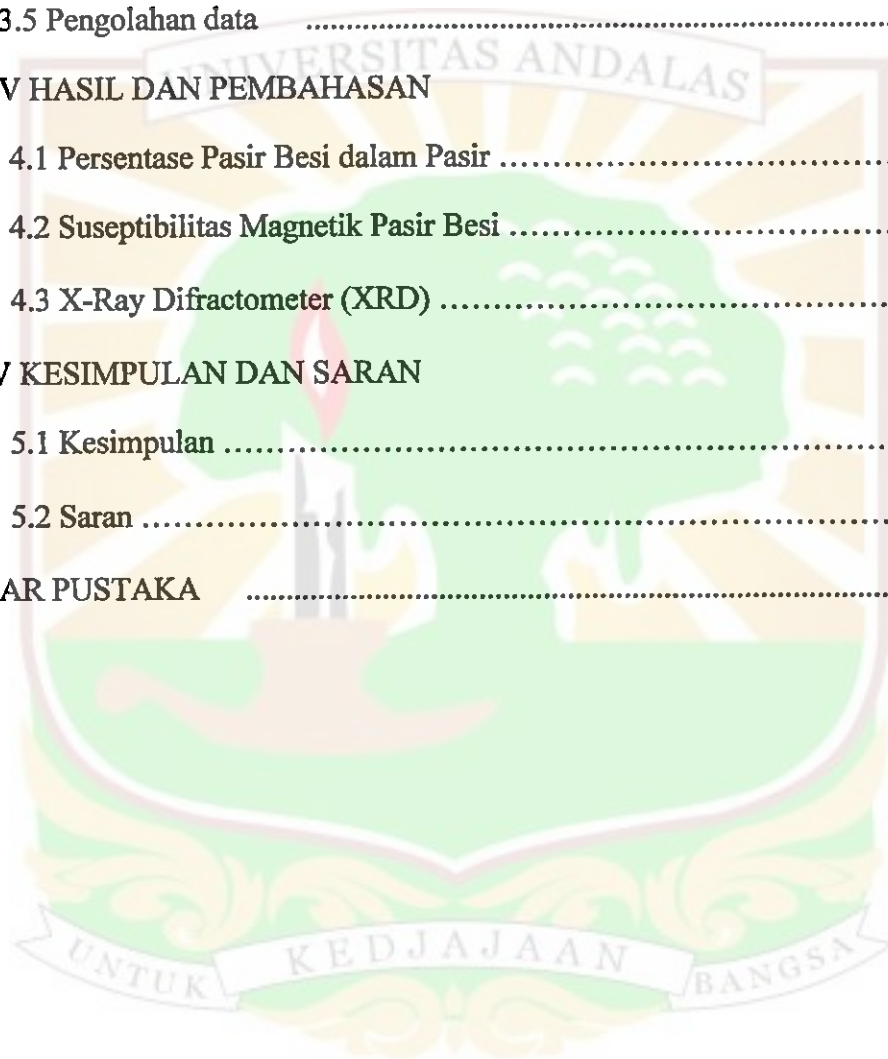 3.5 Pengolahan data ........................................................
UNIVERSITAS ANDALAS
V HASIL DAN PEMBAHASAN
4.1 Persentase Pasir Besi dalam Pasir ........................................
4.2 Suseptibilitas Magnetik Pasir Besi ........................................
4.3 X-Ray Difractometer (XRD) ..............................................
V KESIMPULAN DAN SARAN
5.1 Kesimpulan ..................................................................
5.2 Saran ..........................................................................
AR PUSTAKA ..................................................................
UNTUK KEDJAJAAN BANGSA